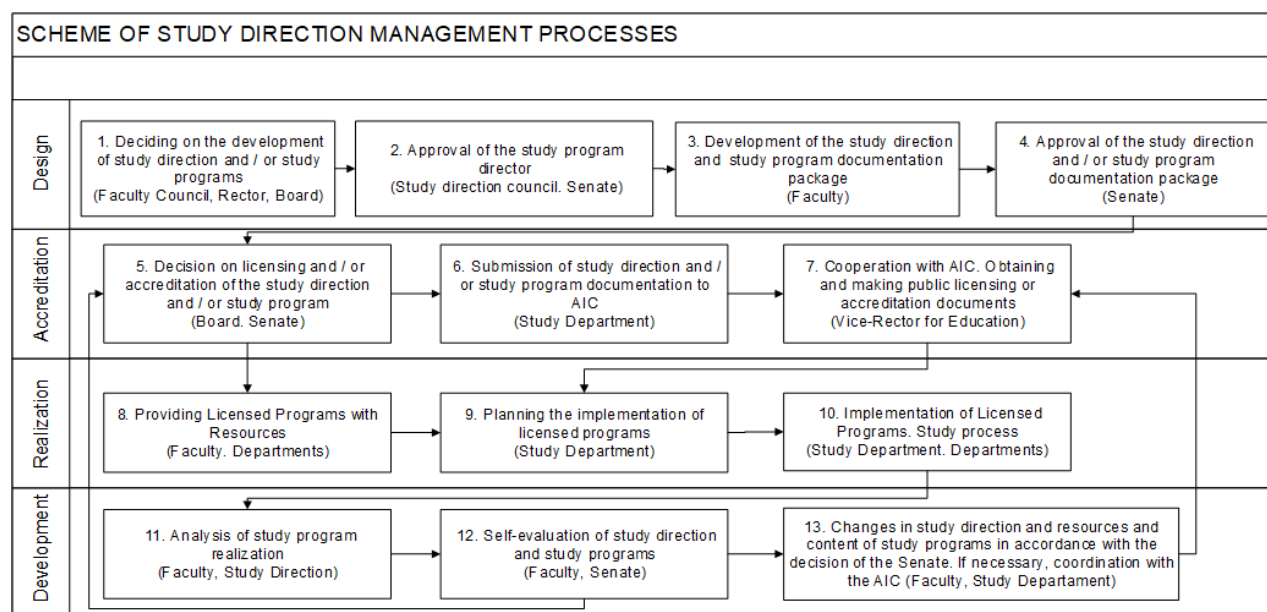 SCHEME OF STUDY DIRECTION MANAGEMENT PROCESSES
Design
1. Deciding on the development
of study direction and / or study
programs
(Faculty Council, Rector, Board)
2. Approval of the study program
director
(Study direction council. Senate)
3. Development of the study direction
and study program documentation
package
(Faculty)
4. Approval of the study direction
and / or study program
documentation package
(Senate)
Accreditation
5. Decision on licensing and / or
accreditation of the study direction
and / or study program
(Board. Senate)
6. Submission of study direction and /
or study program documentation to
AIC
(Study Department)
7. Cooperation with AIC. Obtaining
and making public licensing or
accreditation documents
(Vice-Rector for Education)
Realization
8. Providing Licensed Programs with
Resources
(Faculty. Departments)
9. Planning the implementation of
licensed programs
(Study Department)
10. Implementation of Licensed
Programs. Study process
(Study Department. Departments)
Development
11. Analysis of study program
realization
(Faculty, Study Direction)
12. Self-evaluation of study direction
and study programs
(Faculty, Senate)
13. Changes in study direction and resources and
content of study programs in accordance with the
decision of the Senate. If necessary, coordination with
the AIC (Faculty, Study Departament)